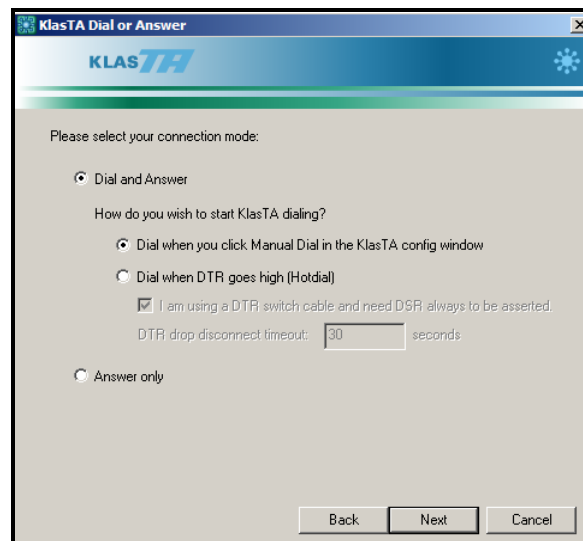 KlasTA Dial or Answer
KLAS TA
Please select your connection mode:
Dial and Answer
How do you wish to start KlasTA dialing?
Dial when you click Manual Dial in the KlasTA config window
Dial when DTR goes high (Hotdial)
I am using a DTR switch cable and need DSR always to be asserted.
DTR drop disconnect timeout: 30 seconds
Answer only
Back Next Cancel